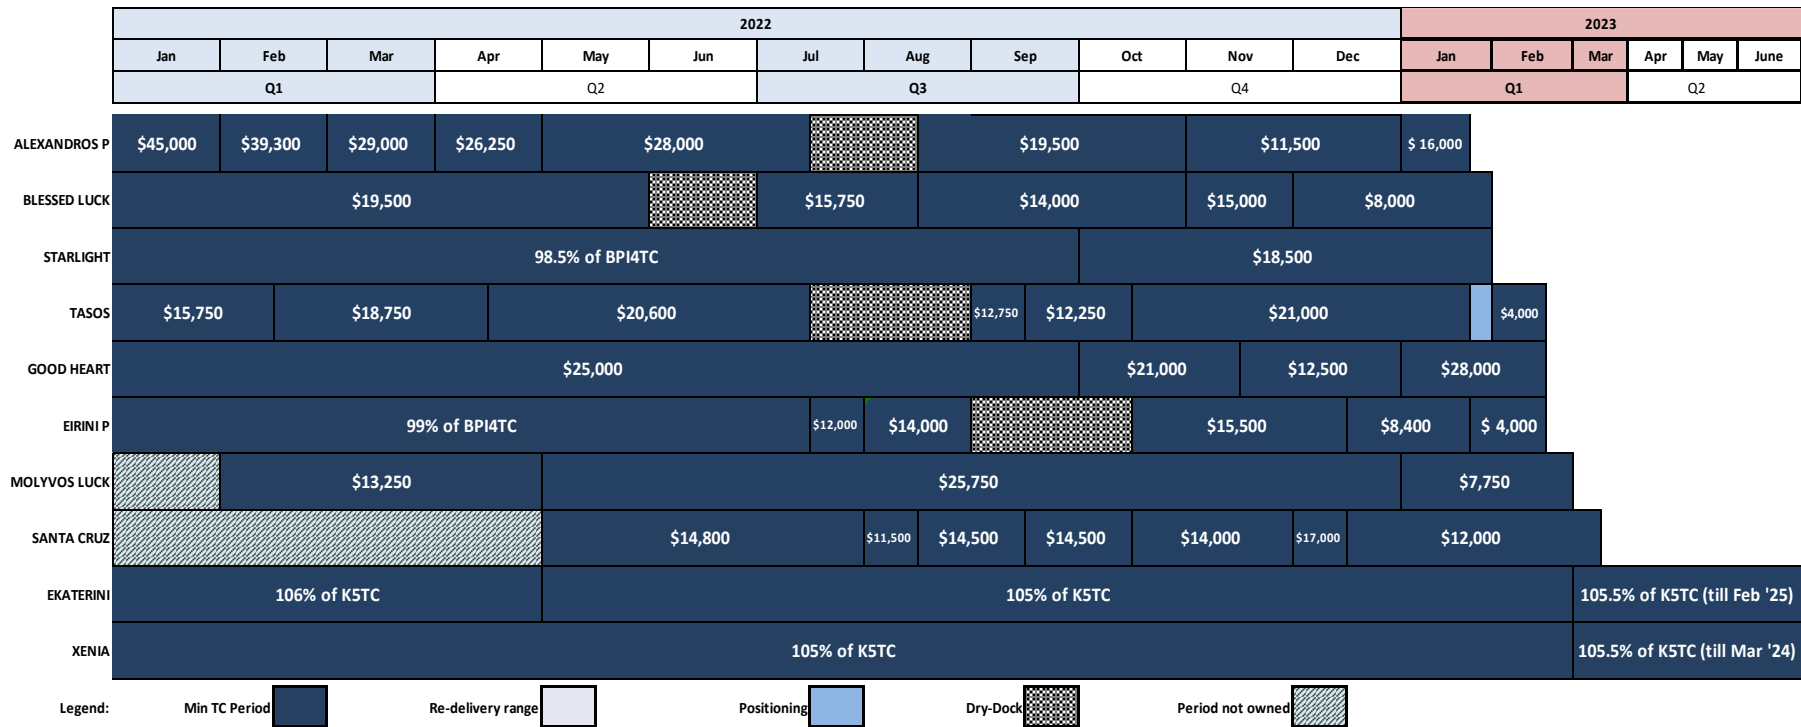 2022 2023
Jan Feb Mar Apr May Jun Jul Aug Sep Oct Nov Dec Jan Feb Mar Apr May June
Q1 Q2 Q3 Q4 Q1 Q2
ALEXANDROS P $45,000 $39,300 $29,000 $26,250 $28,000 $19,500 $11,500 $ 16,000
BLESSED LUCK $19,500 $15,750 $14,000 $15,000 $8,000
STARLIGHT 98.5% of BPI4TC $18,500
TASOS $15,750 $18,750 $20,600 $12,750 $12,250 $21,000 $4,000
GOOD HEART $25,000 $21,000 $12,500 $28,000
EIRINI P 99% of BPI4TC $12,000 $14,000 $15,500 $8,400 $ 4,000
MOLYVOS LUCK $13,250 $25,750 $7,750
SANTA CRUZ $14,800 $11,500 $14,500 $14,500 $14,000 $17,000 $12,000
EKATERINI 106% of K5TC 105% of K5TC 105.5% of K5TC (till Feb '25)
XENIA 105% of K5TC 105.5% of K5TC (till Mar '24)
Legend: Min TC Period Re-delivery range Positioning Dry-Dock Period not owned